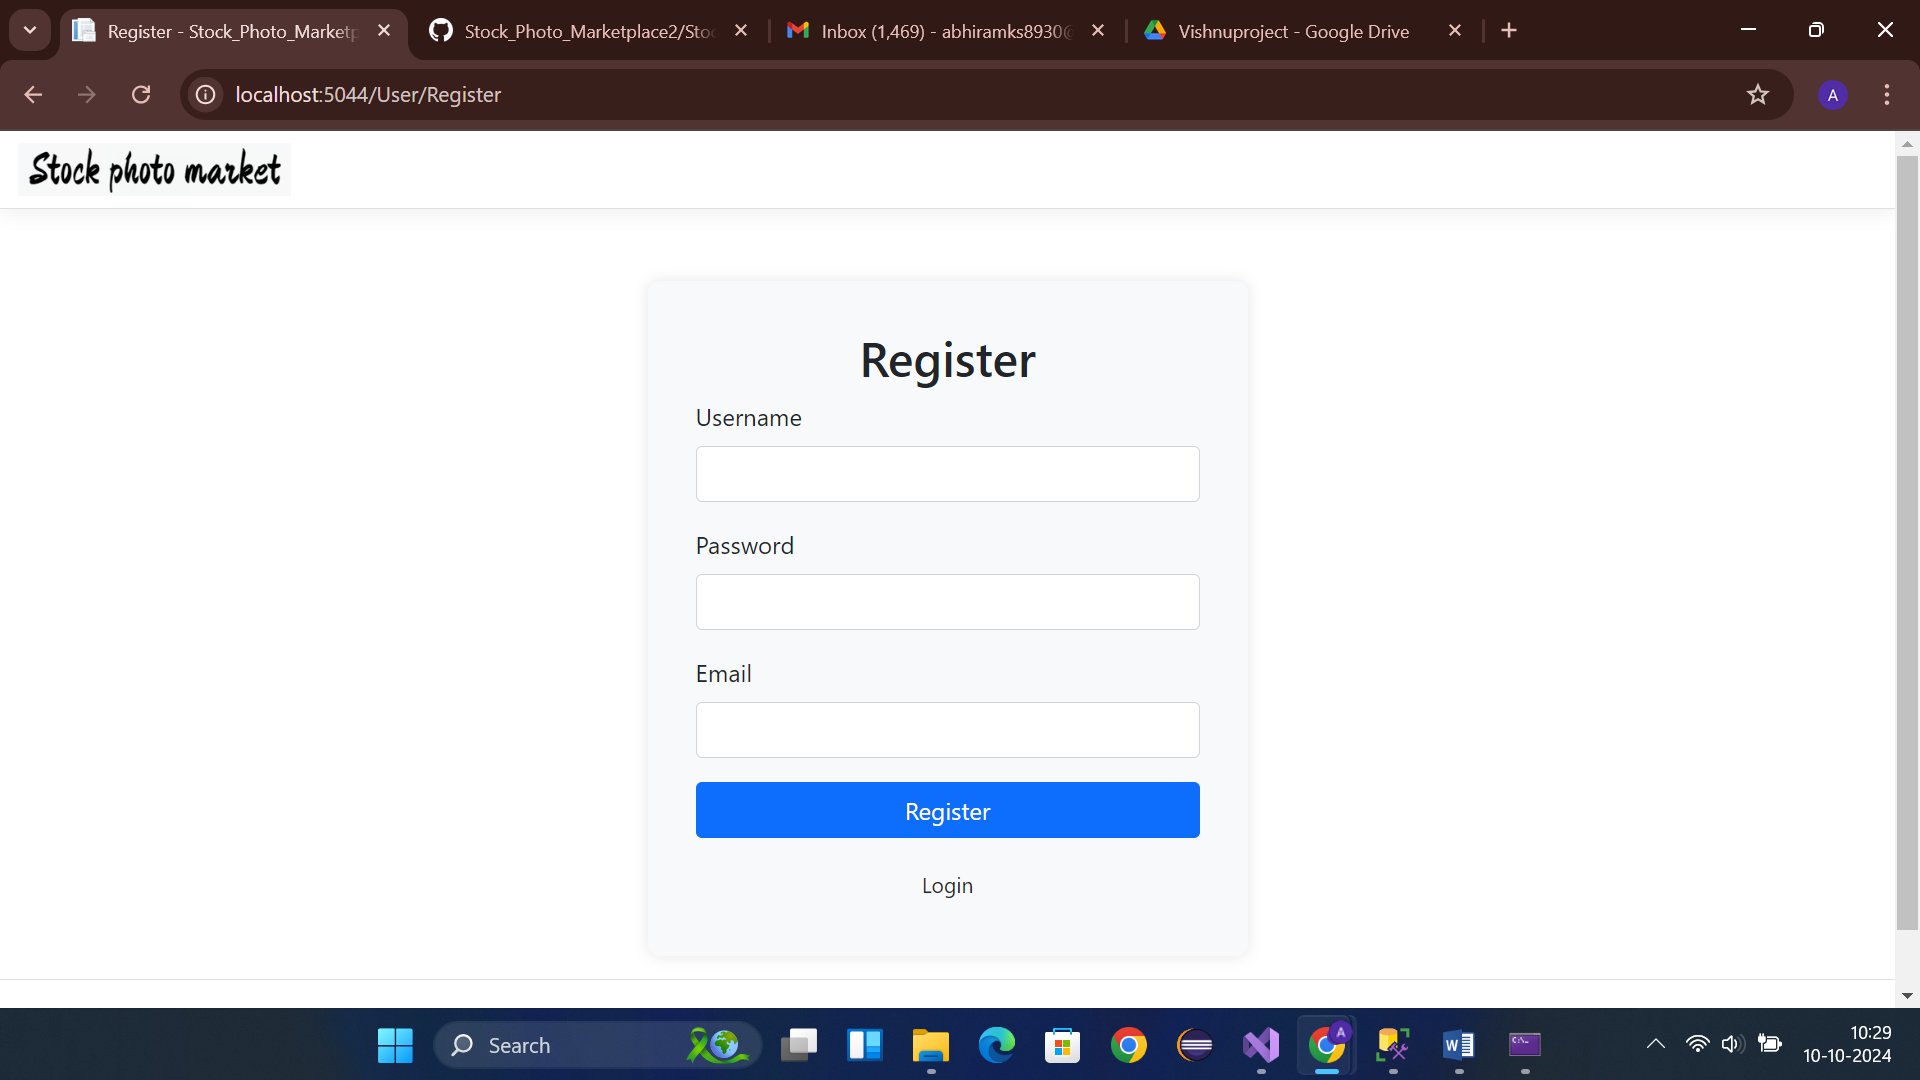 Register - Stock_Photo_Marketp
Stock_Photo_Marketplace2/Stoc
Inbox (1,469) - abhiramks8930@
Vishnuproject - Google Drive
localhost:5044/User/Register
A
Stock photo market
Register
Username
Password
Email
Register
Login
Search
A
10:29
10-10-2024